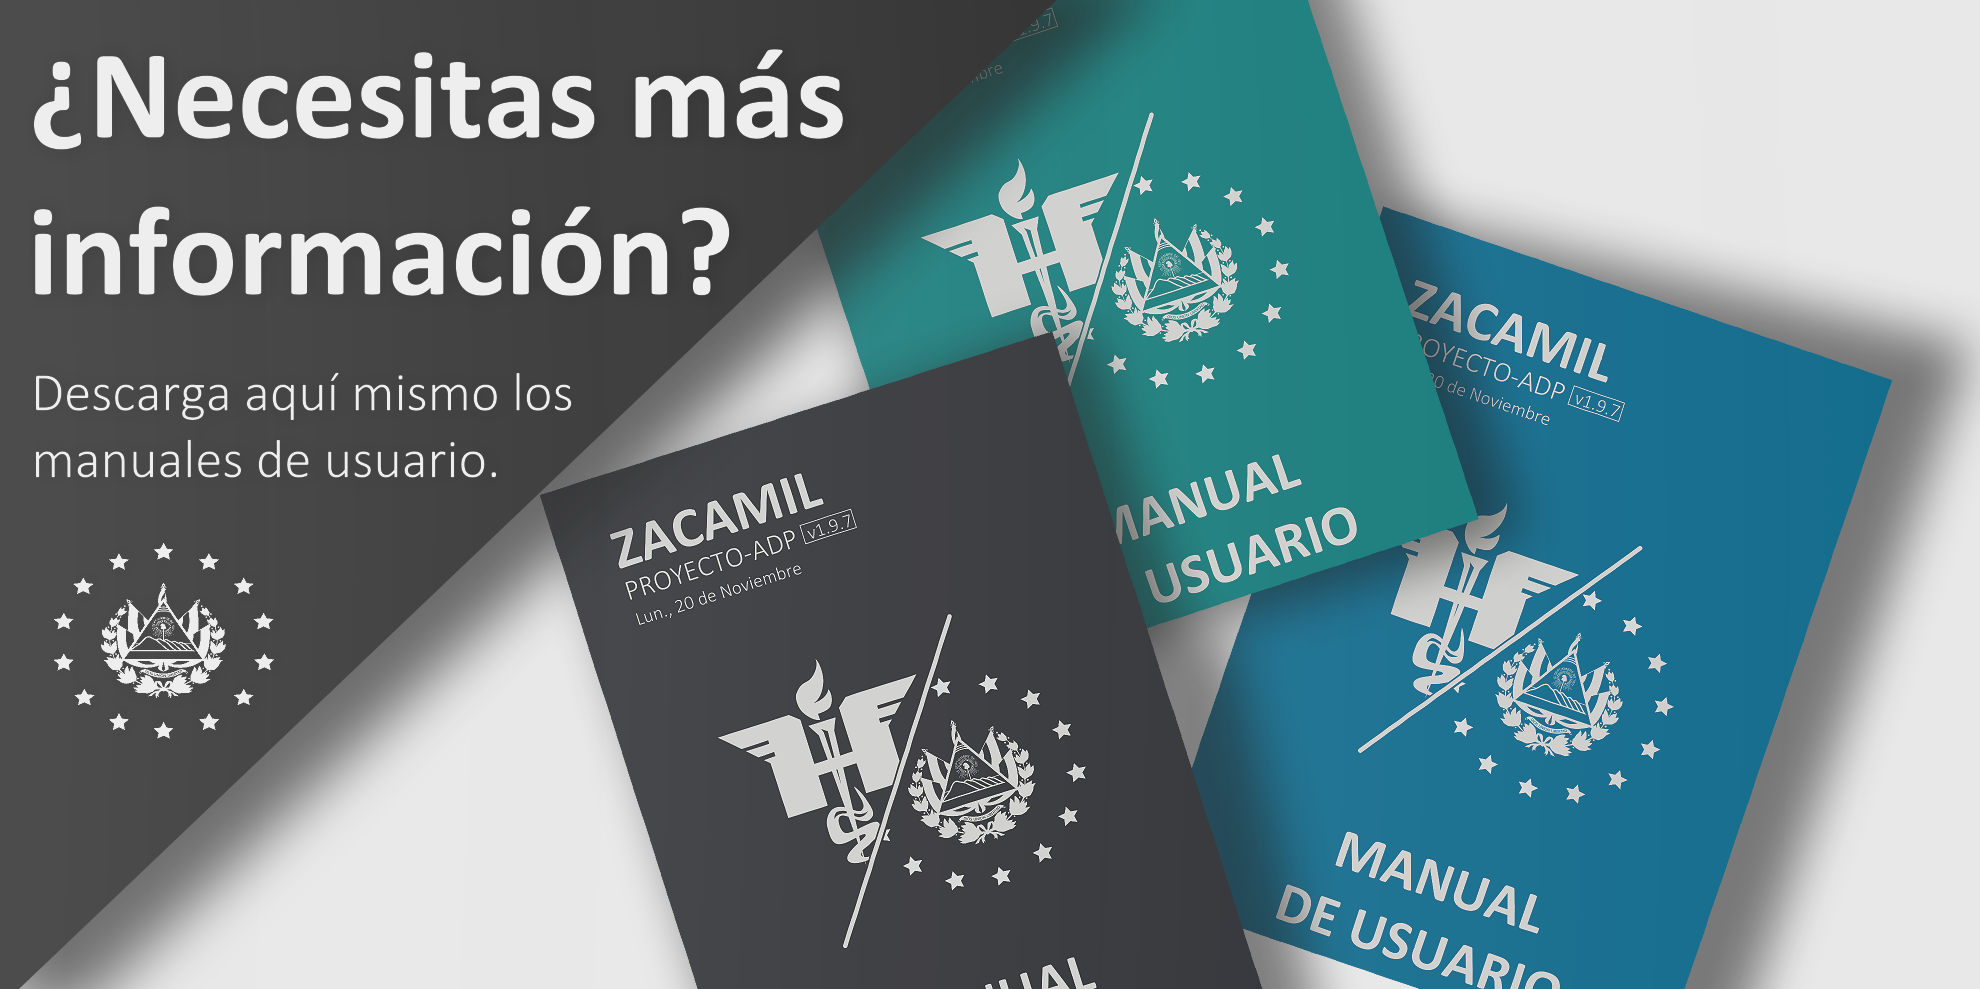 ¿Necesitas más
información?
Descarga aquí mismo los
manuales de usuario.
ZACAMIL
PROYECTO-ADP v1.9.7
Lun., 20 de Noviembre
MANUAL
USUARIO
ZACAMIL
v1.9.7
20 de Noviembre
MANUAL
DE USUARIO